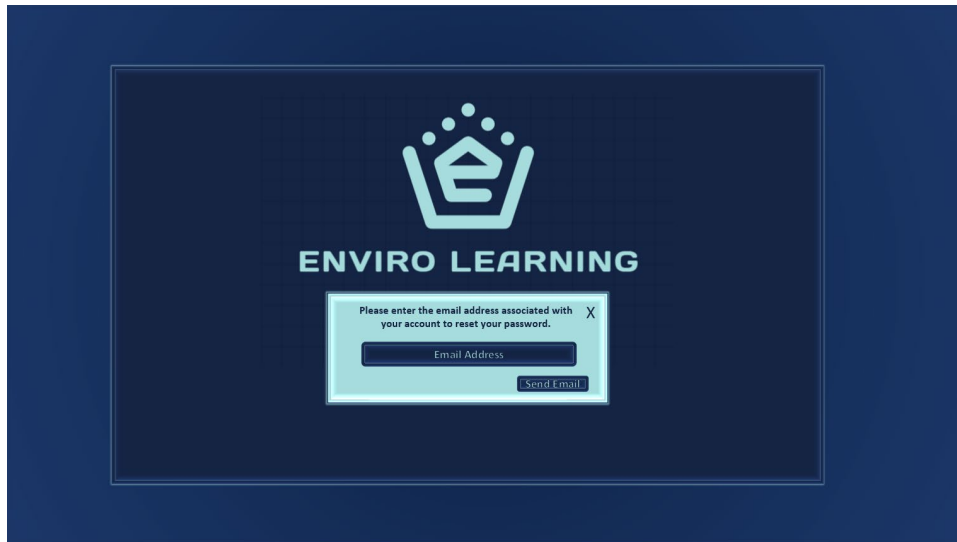 ENVIRO LEARNING
Please enter the email address associated with
your account to reset your password.
X
Email Address
Send Email